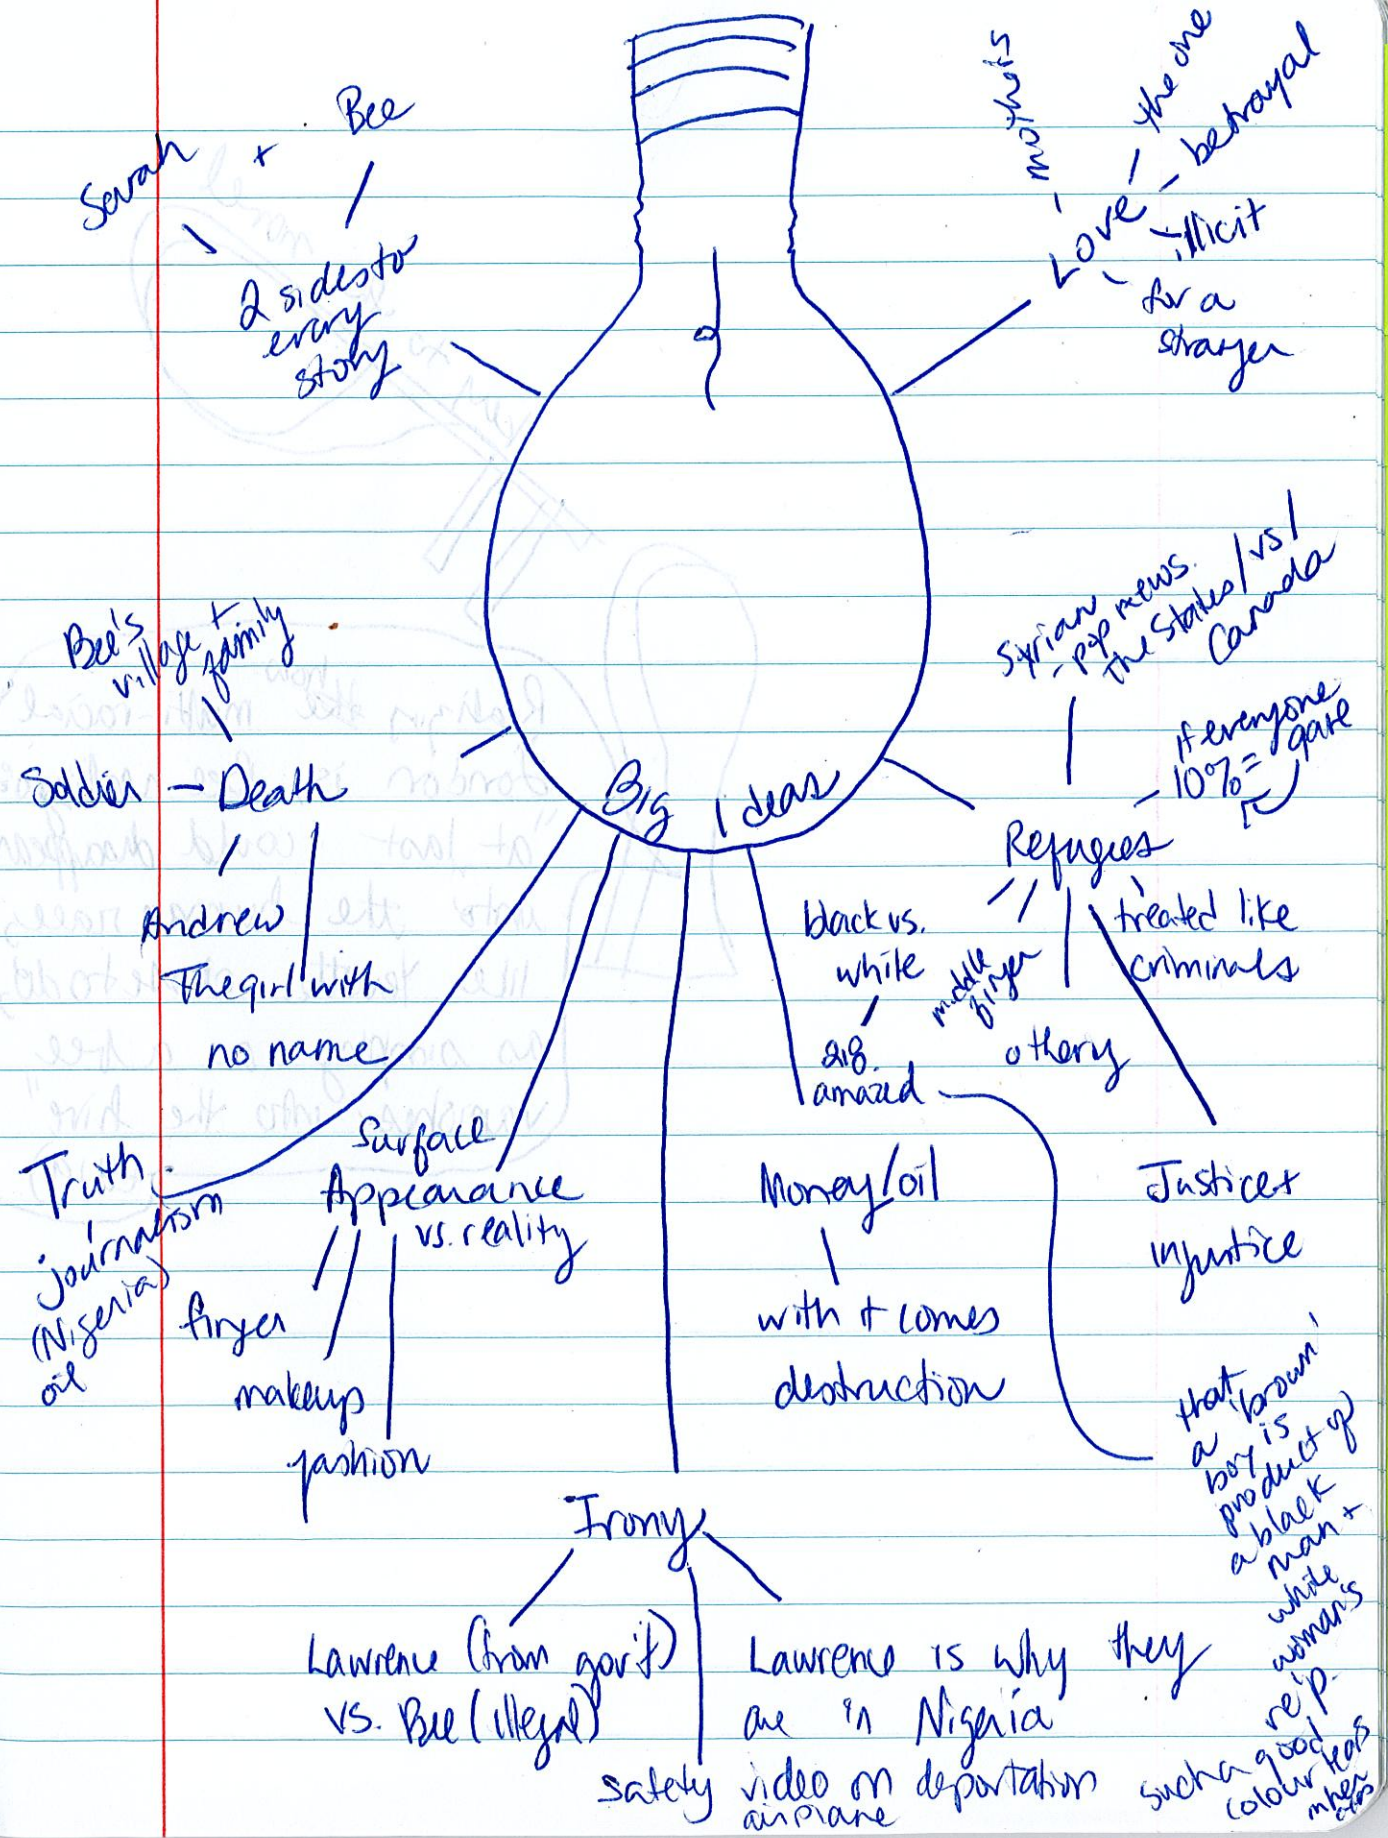 Sarah + Bee
2 sides to
every
story
mothers
the one
betrayal
Love
illicit
for a
stranger
Big Ideas
Bee's
village +
family
Soldier — Death
Andrew
The girl with
no name
Syrian
- pop news.
the States / vs /
Canada
if everyone
10% = gave
Refugees
treated like
criminals
middle
finger
othery
Justice +
injustice
black vs.
white
amazed
that
a 'brown'
boy is
product of
a black
man +
white
woman's
rel'p.
such a good
colour
Money/oil
with it comes
destruction
Truth
journalism
(Nigeria)
oil
Surface
Appearance
vs. reality
finger
makeup
fashion
Irony
Lawrence (from gov't)
vs. Bee (illegal)
Lawrence is why they
are in Nigeria
safety video on deportation
airplane